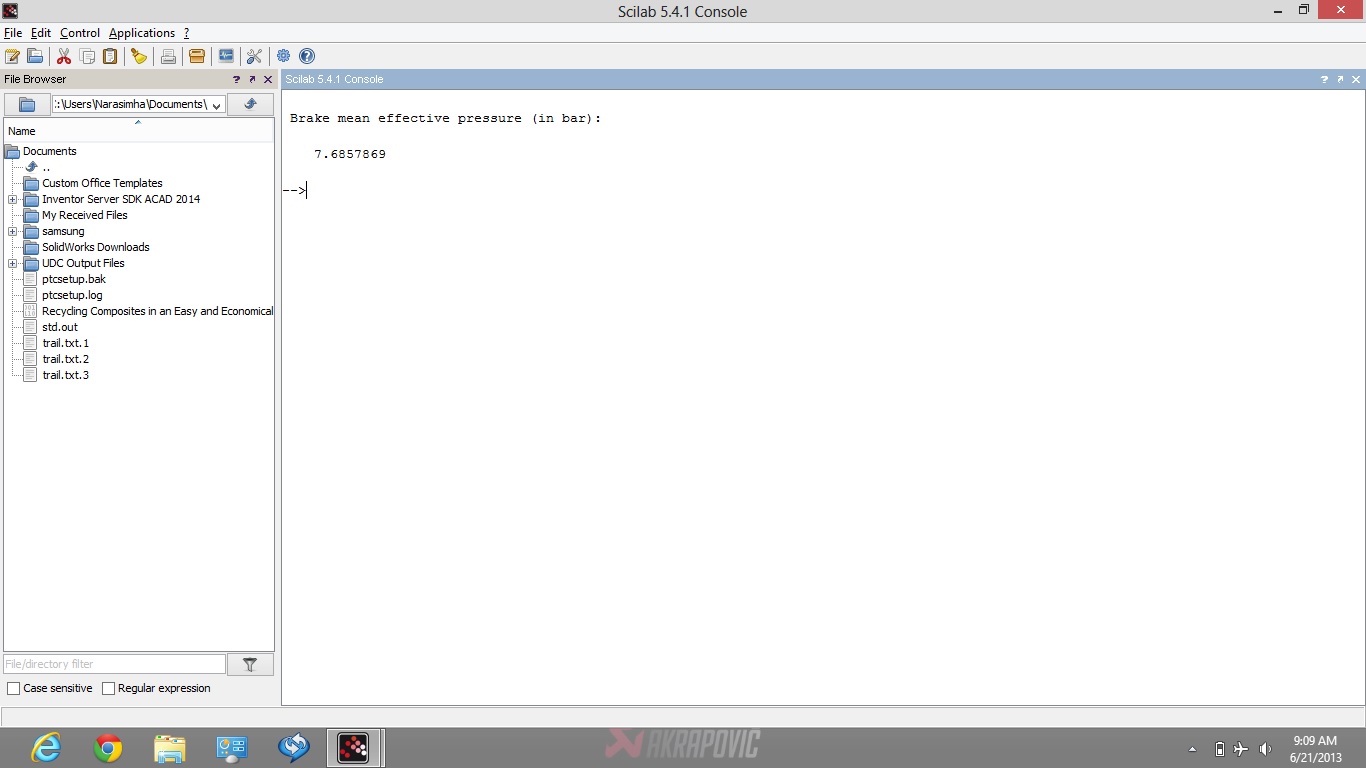 Scilab 5.4.1 Console
File Edit Control Applications ?
File Browser
Scilab 5.4.1 Console
:\Users\Narasimha\Documents\
Name
Documents
..
Custom Office Templates
Inventor Server SDK ACAD 2014
My Received Files
samsung
SolidWorks Downloads
UDC Output Files
ptcsetup.bak
ptcsetup.log
Recycling Composites in an Easy and Economical
std.out
trail.txt.1
trail.txt.2
trail.txt.3
Brake mean effective pressure (in bar):
7.6857869
-->
File/directory filter
Case sensitive Regular expression
AKRAPOVIC
9:09 AM
6/21/2013